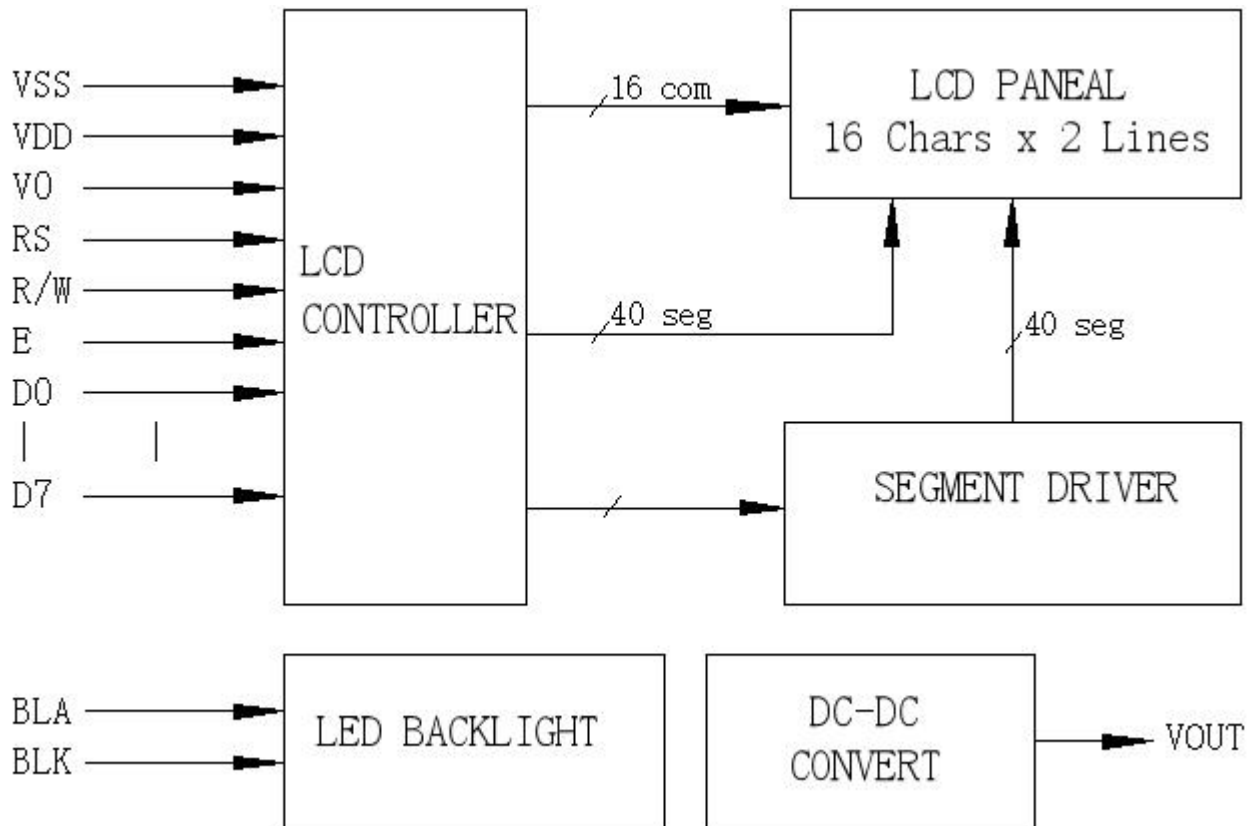 VSS
VDD
V0
RS
R/W
E
D0
D7
LCD
CONTROLLER
16 com
40 seg
LCD PANEAL
16 Chars x 2 Lines
40 seg
SEGMENT DRIVER
BLA
BLK
LED BACKLIGHT
DC-DC
CONVERT
VOUT